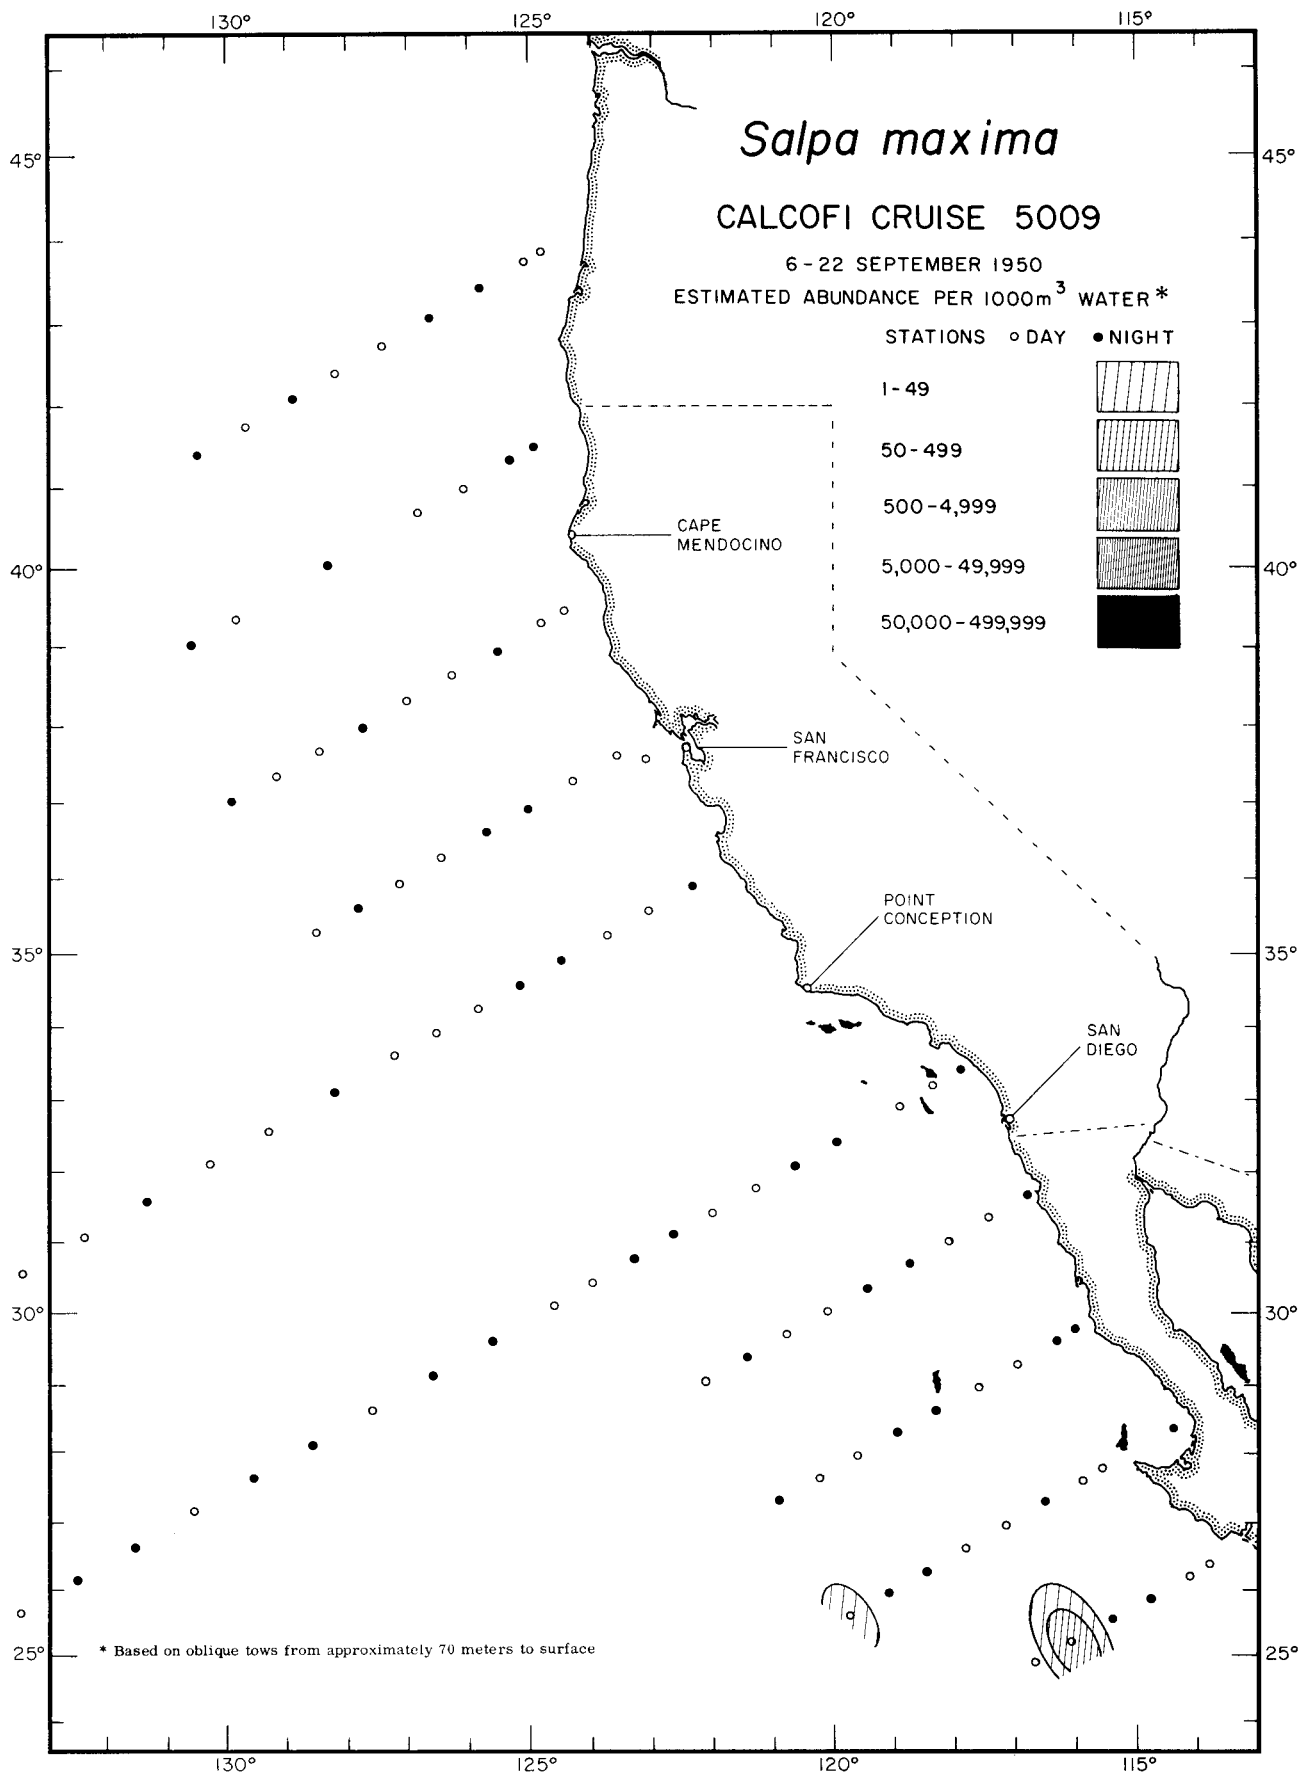 130° 125° 120° 115°
45° 45°
Salpa maxima
CALCOFI CRUISE 5009
6-22 SEPTEMBER 1950
ESTIMATED ABUNDANCE PER 1000m³ WATER*
STATIONS ○ DAY ● NIGHT
1-49
50-499
500-4,999
5,000-49,999
50,000-499,999
CAPE
MENDOCINO
40° 40°
SAN
FRANCISCO
POINT
CONCEPTION
35° 35°
SAN
DIEGO
30° 30°
* Based on oblique tows from approximately 70 meters to surface
25° 25°
130° 125° 120° 115°